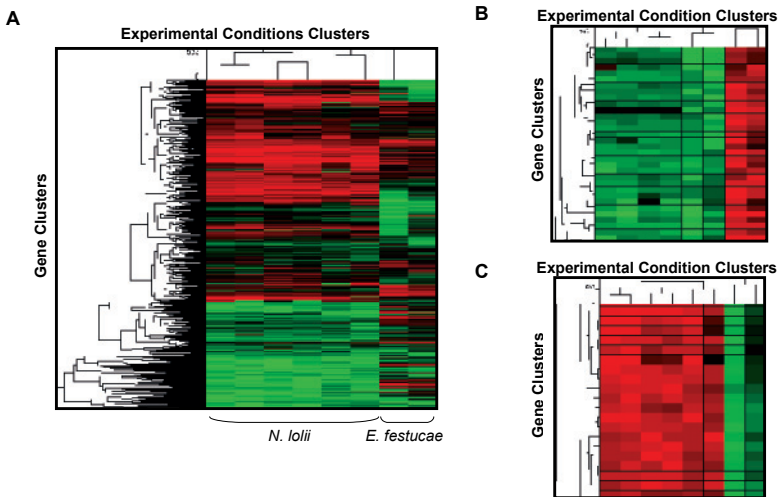 A
Experimental Conditions Clusters
Gene Clusters
N. lolii
E. festucae
B
Experimental Condition Clusters
Gene Clusters
C
Experimental Condition Clusters
Gene Clusters